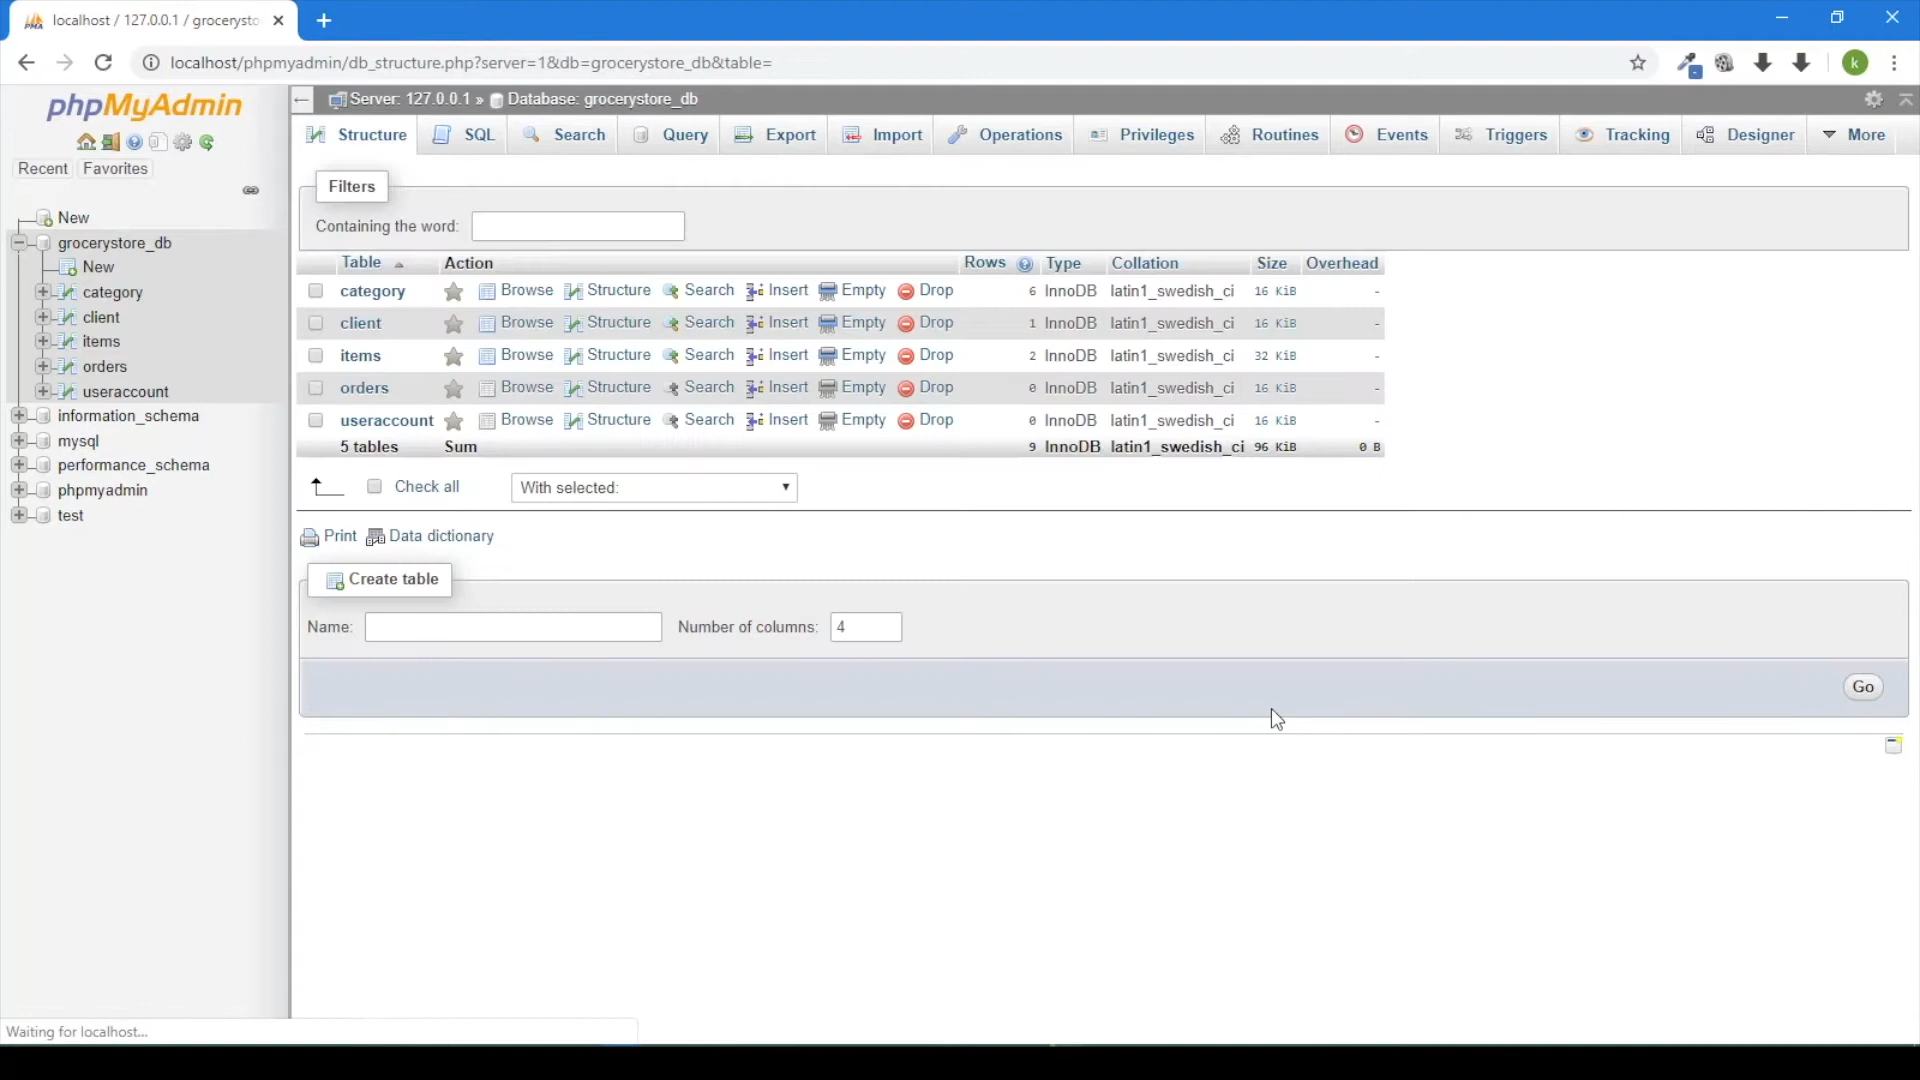 localhost / 127.0.0.1 / grocerysto
localhost/phpmyadmin/db_structure.php?server=1&db=grocerystore_db&table=
k
phpMyAdmin
Recent Favorites
New
grocerystore_db
New
category
client
items
orders
useraccount
information_schema
mysql
performance_schema
phpmyadmin
test
Server: 127.0.0.1 » Database: grocerystore_db
Structure SQL Search Query Export Import Operations Privileges Routines Events Triggers Tracking Designer More
Filters
Containing the word:
Table Action Rows Type Collation Size Overhead
category Browse Structure Search Insert Empty Drop 6 InnoDB latin1_swedish_ci 16 KiB -
client Browse Structure Search Insert Empty Drop 1 InnoDB latin1_swedish_ci 16 KiB -
items Browse Structure Search Insert Empty Drop 2 InnoDB latin1_swedish_ci 32 KiB -
orders Browse Structure Search Insert Empty Drop 0 InnoDB latin1_swedish_ci 16 KiB -
useraccount Browse Structure Search Insert Empty Drop 0 InnoDB latin1_swedish_ci 16 KiB -
5 tables Sum 9 InnoDB latin1_swedish_ci 96 KiB 0 B
Check all With selected:
Print Data dictionary
Create table
Name: Number of columns: 4
Go
Waiting for localhost...